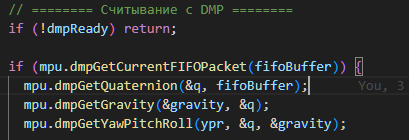 // ======== Считывание с DMP ========
if (!dmpReady) return;
if (mpu.dmpGetCurrentFIFOPacket(fifoBuffer)) {
mpu.dmpGetQuaternion(&q, fifoBuffer); You, 3
mpu.dmpGetGravity(&gravity, &q);
mpu.dmpGetYawPitchRoll(ypr, &q, &gravity);